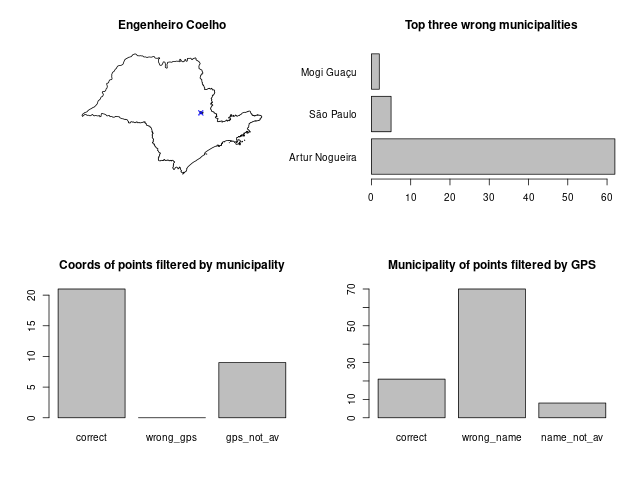 Engenheiro Coelho
Top three wrong municipalities
Mogi Guaçu
São Paulo
Artur Nogueira
0 10 20 30 40 50 60
Coords of points filtered by municipality
20
15
10
5
0
correct wrong_gps gps_not_av
Municipality of points filtered by GPS
70
50
30
10
0
correct wrong_name name_not_av